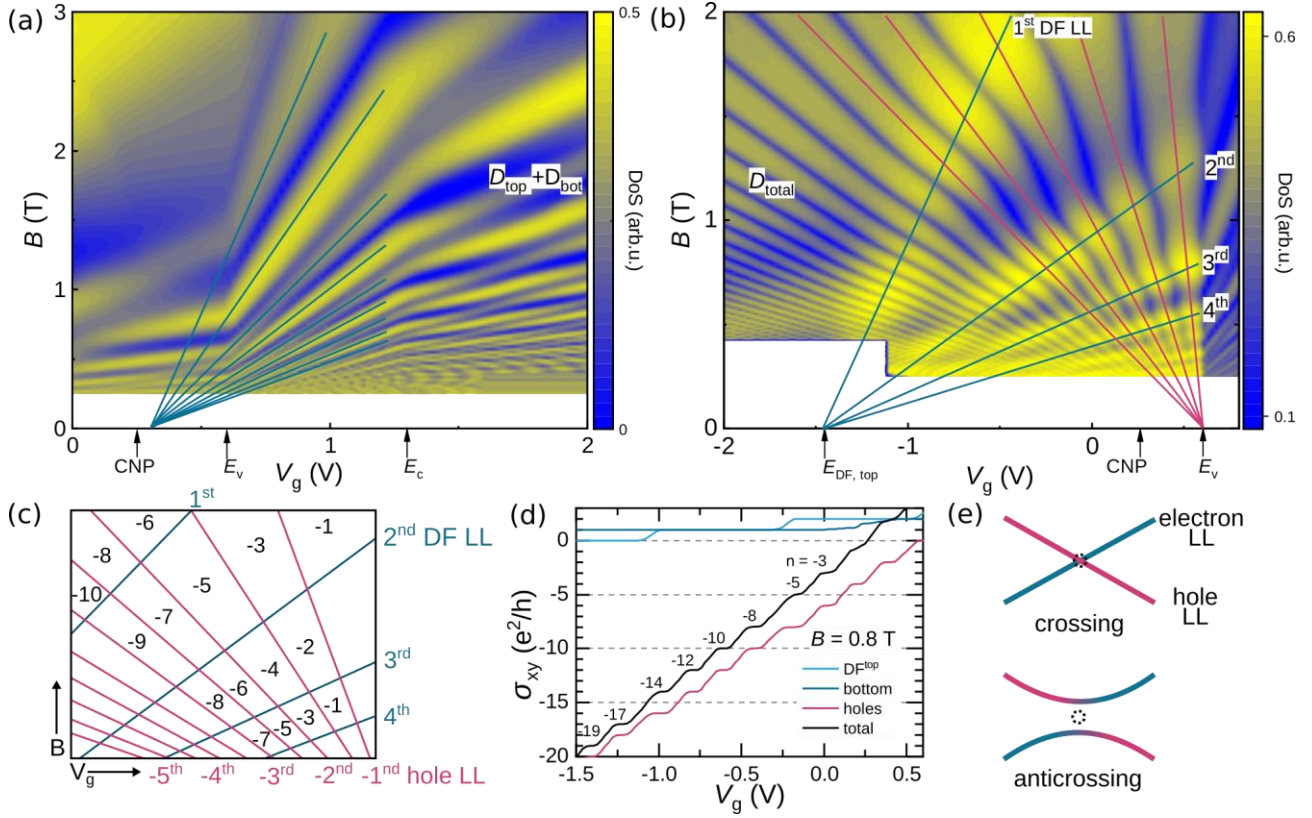 (a)
0.5
DoS (arb.u.)
0
3
2
1
0
B (T)
D_top+D_bot
0
1
2
CNP
E_v
V_g (V)
E_c
(b)
1st DF LL
2nd
3rd
4th
D_total
0.6
DoS (arb.u.)
0.1
2
1
0
B (T)
-2
-1
0
E_DF, top
V_g (V)
CNP
E_v
(c)
1st
2nd DF LL
3rd
4th
-6
-1
-8
-3
-10
-5
-7
-9
-2
-4
-6
-8
-1
-3
-5
-7
B
V_g
-5th
-4th
-3rd
-2nd
-1nd hole LL
(d)
0
-5
-10
-15
-20
σ_xy (e²/h)
n = -3
-5
-8
-10
-12
-14
-17
-19
B = 0.8 T
DF^top
bottom
holes
total
-1.5
-1.0
-0.5
0.0
0.5
V_g (V)
(e)
electron
LL
hole
LL
crossing
anticrossing